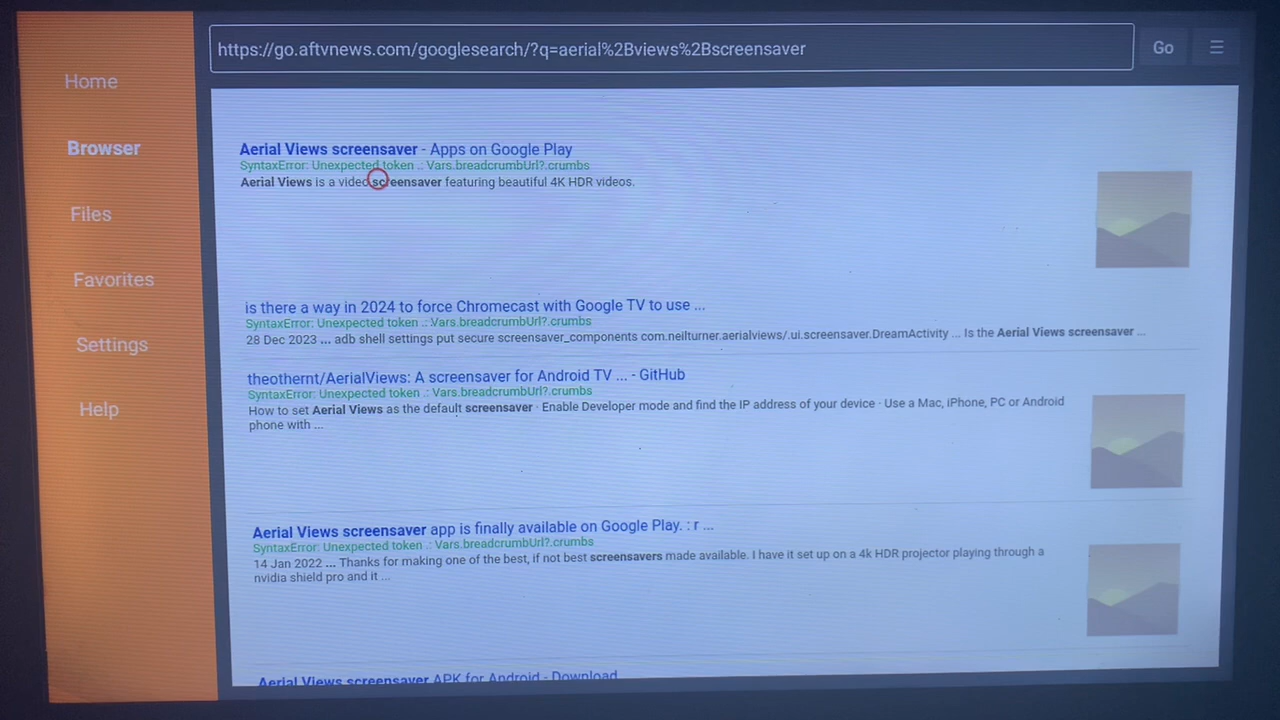 https://go.aftvnews.com/googlesearch/?q=aerial%2Bviews%2Bscreensaver
Go
☰
Home
Browser
Files
Favorites
Settings
Help
Aerial Views screensaver - Apps on Google Play
SyntaxError: Unexpected token .: Vars.breadcrumbUrl?.crumbs
Aerial Views is a video screensaver featuring beautiful 4K HDR videos.
is there a way in 2024 to force Chromecast with Google TV to use ...
SyntaxError: Unexpected token .: Vars.breadcrumbUrl?.crumbs
28 Dec 2023 ... adb shell settings put secure screensaver_components com.neilturner.aerialviews/.ui.screensaver.DreamActivity ... Is the Aerial Views screensaver ...
theothernt/AerialViews: A screensaver for Android TV ... - GitHub
SyntaxError: Unexpected token .: Vars.breadcrumbUrl?.crumbs
How to set Aerial Views as the default screensaver · Enable Developer mode and find the IP address of your device · Use a Mac, iPhone, PC or Android
phone with ...
Aerial Views screensaver app is finally available on Google Play. : r ...
SyntaxError: Unexpected token .: Vars.breadcrumbUrl?.crumbs
14 Jan 2022 ... Thanks for making one of the best, if not best screensavers made available. I have it set up on a 4k HDR projector playing through a
nvidia shield pro and it ...
Aerial Views screensaver APK for Android - Download